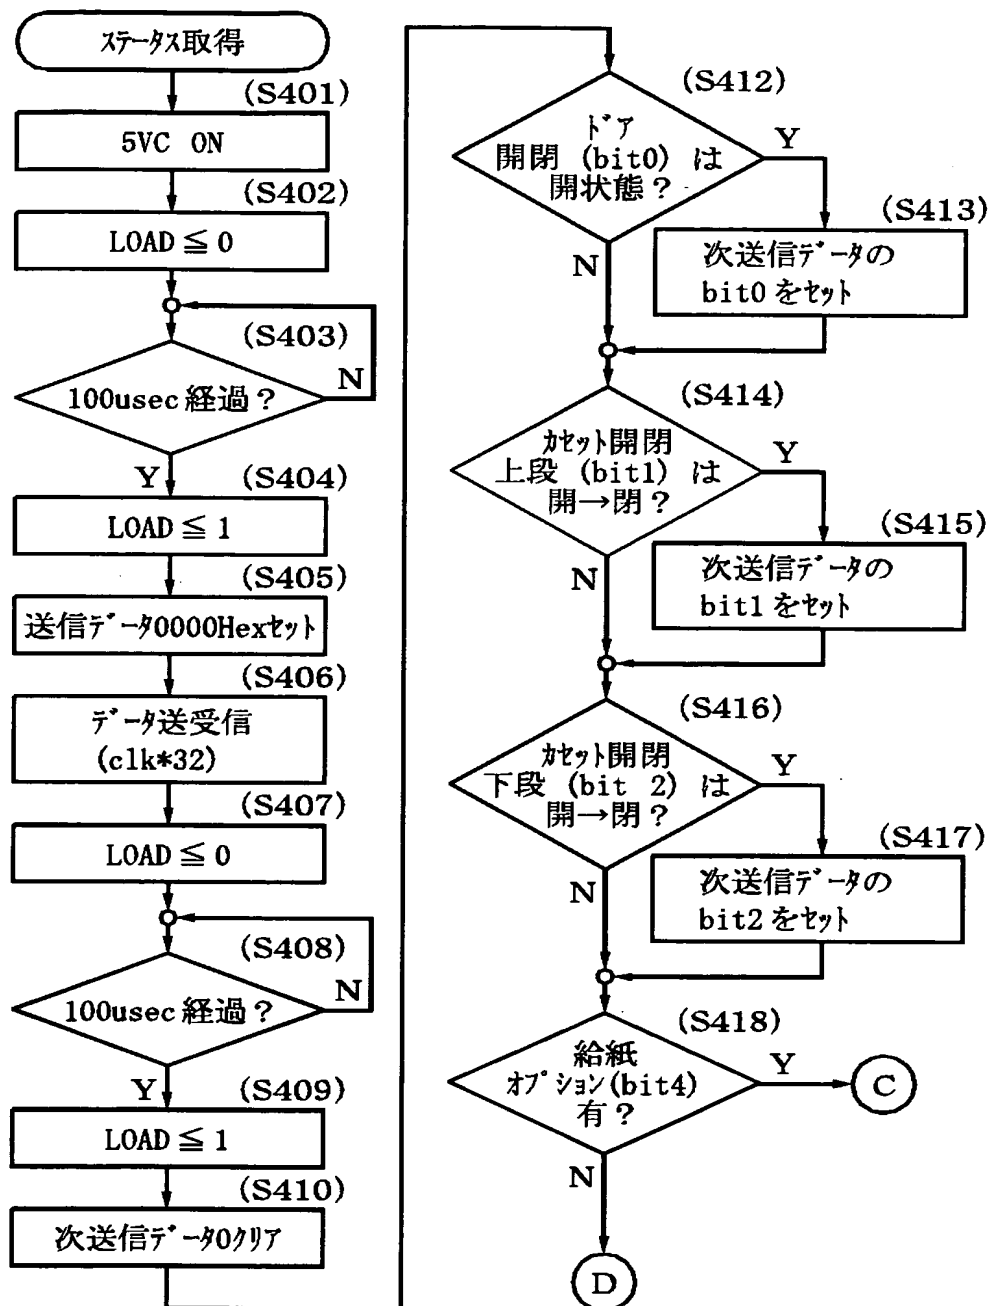 ステータス取得
(S401)
5VC ON
(S402)
LOAD ≦ 0
(S403)
100usec 経過？
N
Y
(S404)
LOAD ≦ 1
(S405)
送信データ0000Hexセット
(S406)
データ送受信
(clk*32)
(S407)
LOAD ≦ 0
(S408)
100usec 経過？
N
Y
(S409)
LOAD ≦ 1
(S410)
次送信データ0クリア
(S412)
ドア
開閉 (bit0) は
開状態？
Y
N
(S413)
次送信データの
bit0 をセット
(S414)
カセット開閉
上段 (bit1) は
開→閉？
Y
N
(S415)
次送信データの
bit1 をセット
(S416)
カセット開閉
下段 (bit 2) は
開→閉？
Y
N
(S417)
次送信データの
bit2 をセット
(S418)
給紙
オプション(bit4)
有？
Y
C
N
D